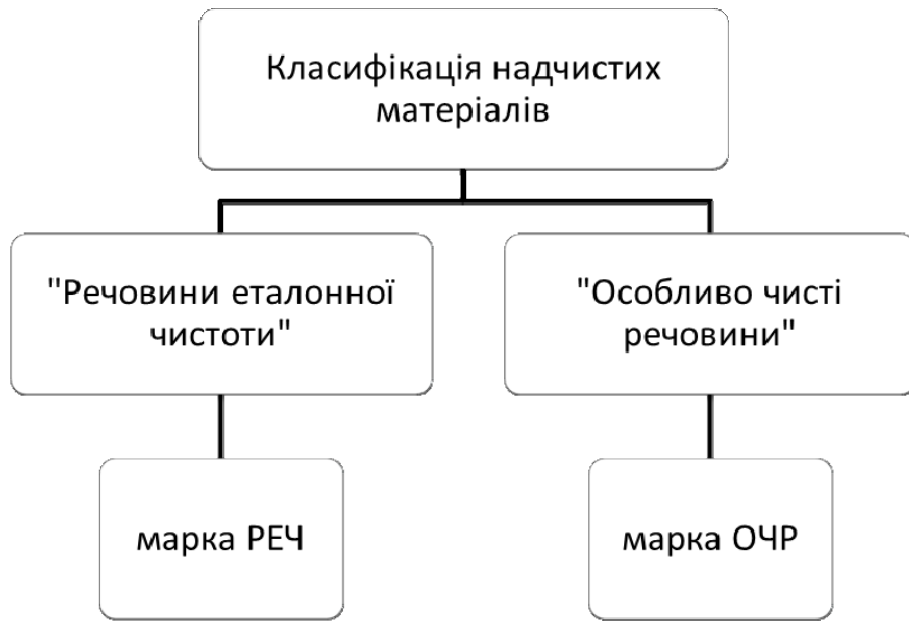 Класифікація надчистих
матеріалів
"Речовини еталонної
чистоти"
"Особливо чисті
речовини"
марка РЕЧ
марка ОЧР